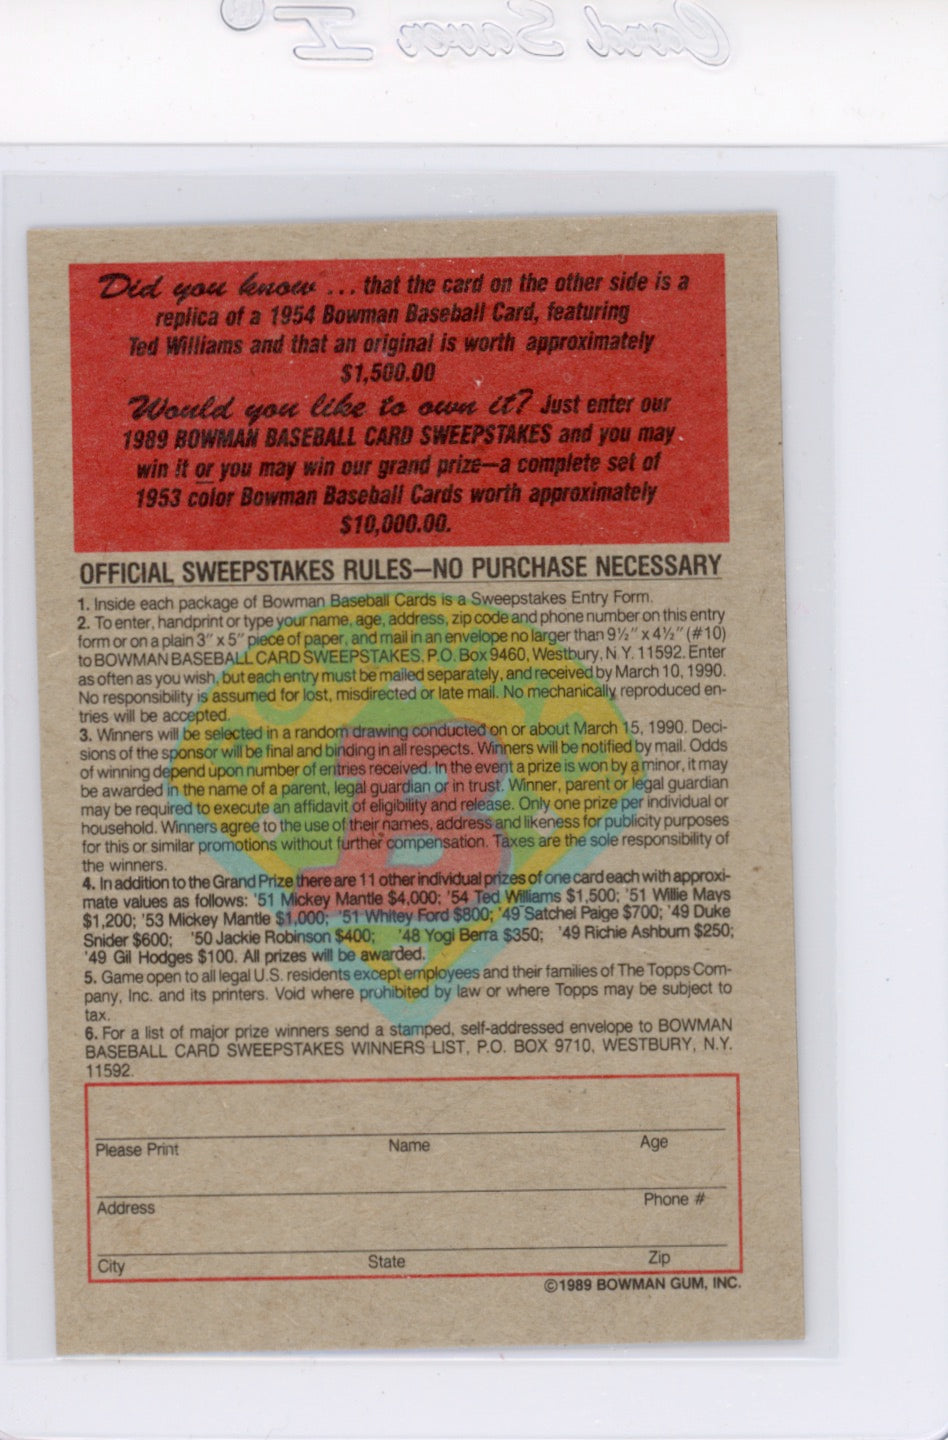 Card Saver I®
Did you know ... that the card on the other side is a
replica of a 1954 Bowman Baseball Card, featuring
Ted Williams and that an original is worth approximately
$1,500.00
Would you like to own it? Just enter our
1989 BOWMAN BASEBALL CARD SWEEPSTAKES and you may
win it or you may win our grand prize—a complete set of
1953 color Bowman Baseball Cards worth approximately
$10,000.00.
OFFICIAL SWEEPSTAKES RULES—NO PURCHASE NECESSARY
1. Inside each package of Bowman Baseball Cards is a Sweepstakes Entry Form.
2. To enter, handprint or type your name, age, address, zip code and phone number on this entry
form or on a plain 3" x 5" piece of paper, and mail in an envelope no larger than 9½" x 4½" (#10)
to BOWMAN BASEBALL CARD SWEEPSTAKES, P.O. Box 9460, Westbury, N.Y. 11592. Enter
as often as you wish, but each entry must be mailed separately, and received by March 10, 1990.
No responsibility is assumed for lost, misdirected or late mail. No mechanically reproduced en-
tries will be accepted.
3. Winners will be selected in a random drawing conducted on or about March 15, 1990. Deci-
sions of the sponsor will be final and binding in all respects. Winners will be notified by mail. Odds
of winning depend upon number of entries received. In the event a prize is won by a minor, it may
be awarded in the name of a parent, legal guardian or in trust. Winner, parent or legal guardian
may be required to execute an affidavit of eligibility and release. Only one prize per individual or
household. Winners agree to the use of their names, address and likeness for publicity purposes
for this or similar promotions without further compensation. Taxes are the sole responsibility of
the winners.
4. In addition to the Grand Prize there are 11 other individual prizes of one card each with approxi-
mate values as follows: '51 Mickey Mantle $4,000; '54 Ted Williams $1,500; '51 Willie Mays
$1,200; '53 Mickey Mantle $1,000; '51 Whitey Ford $800; '49 Satchel Paige $700; '49 Duke
Snider $600; '50 Jackie Robinson $400; '48 Yogi Berra $350; '49 Richie Ashburn $250;
'49 Gil Hodges $100. All prizes will be awarded.
5. Game open to all legal U.S. residents except employees and their families of The Topps Com-
pany, Inc. and its printers. Void where prohibited by law or where Topps may be subject to
tax.
6. For a list of major prize winners send a stamped, self-addressed envelope to BOWMAN
BASEBALL CARD SWEEPSTAKES WINNERS LIST, P.O. BOX 9710, WESTBURY, N.Y.
11592.
Please Print Name Age
Address Phone #
City State Zip
©1989 BOWMAN GUM, INC.